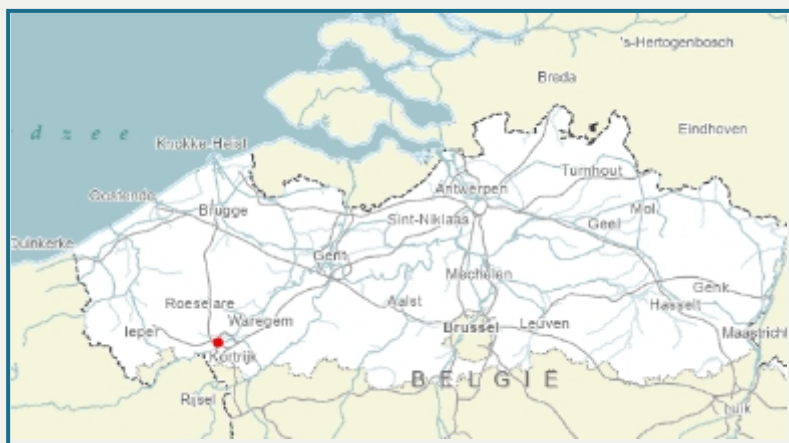 's-Hertogenbosch
Breda
dzee
Eindhoven
Knokke-Heist
Turnhout
Antwerpen
Oostende
Mol
Brugge
Sint-Niklaas
Geel
Duinkerke
Gent
Mechelen
Genk
Roeselare
Aalst
Hasselt
Waregem
Ieper
Brussel
Leuven
Maastricht
Kortrijk
BELGIË
Rijsel
Luik